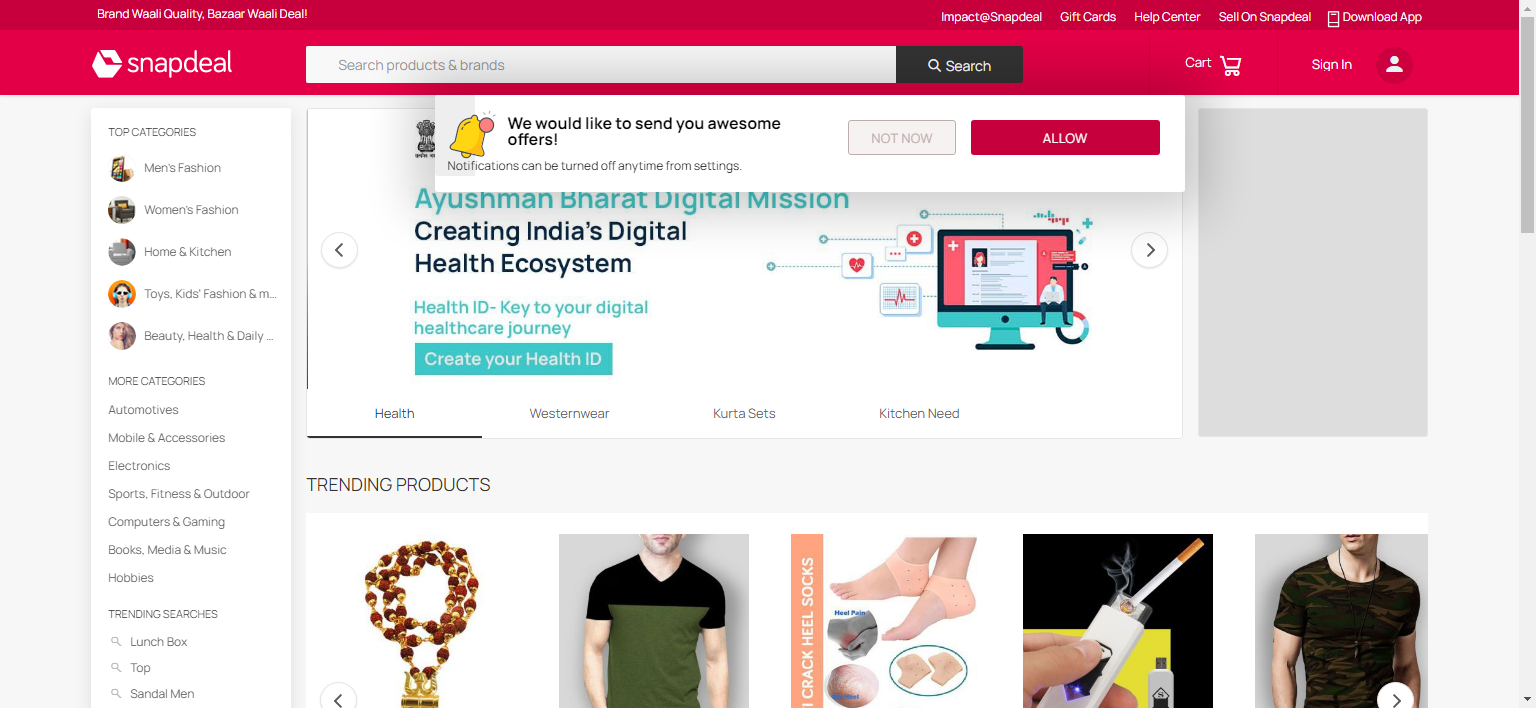 Brand Waali Quality, Bazaar Waali Deal!
Impact@Snapdeal
Gift Cards
Help Center
Sell On Snapdeal
Download App
snapdeal
Search products & brands
Search
Cart
Sign In
We would like to send you awesome
offers!
Notifications can be turned off anytime from settings.
NOT NOW
ALLOW
TOP CATEGORIES
Men's Fashion
Women's Fashion
Home & Kitchen
Toys, Kids' Fashion & m...
Beauty, Health & Daily ...
MORE CATEGORIES
Automotives
Mobile & Accessories
Electronics
Sports, Fitness & Outdoor
Computers & Gaming
Books, Media & Music
Hobbies
TRENDING SEARCHES
Lunch Box
Top
Sandal Men
Ayushman Bharat Digital Mission
Creating India's Digital
Health Ecosystem
Health ID- Key to your digital
healthcare journey
Create your Health ID
Health
Westernwear
Kurta Sets
Kitchen Need
TRENDING PRODUCTS
CRACK HEEL SOCKS
Heel Pain